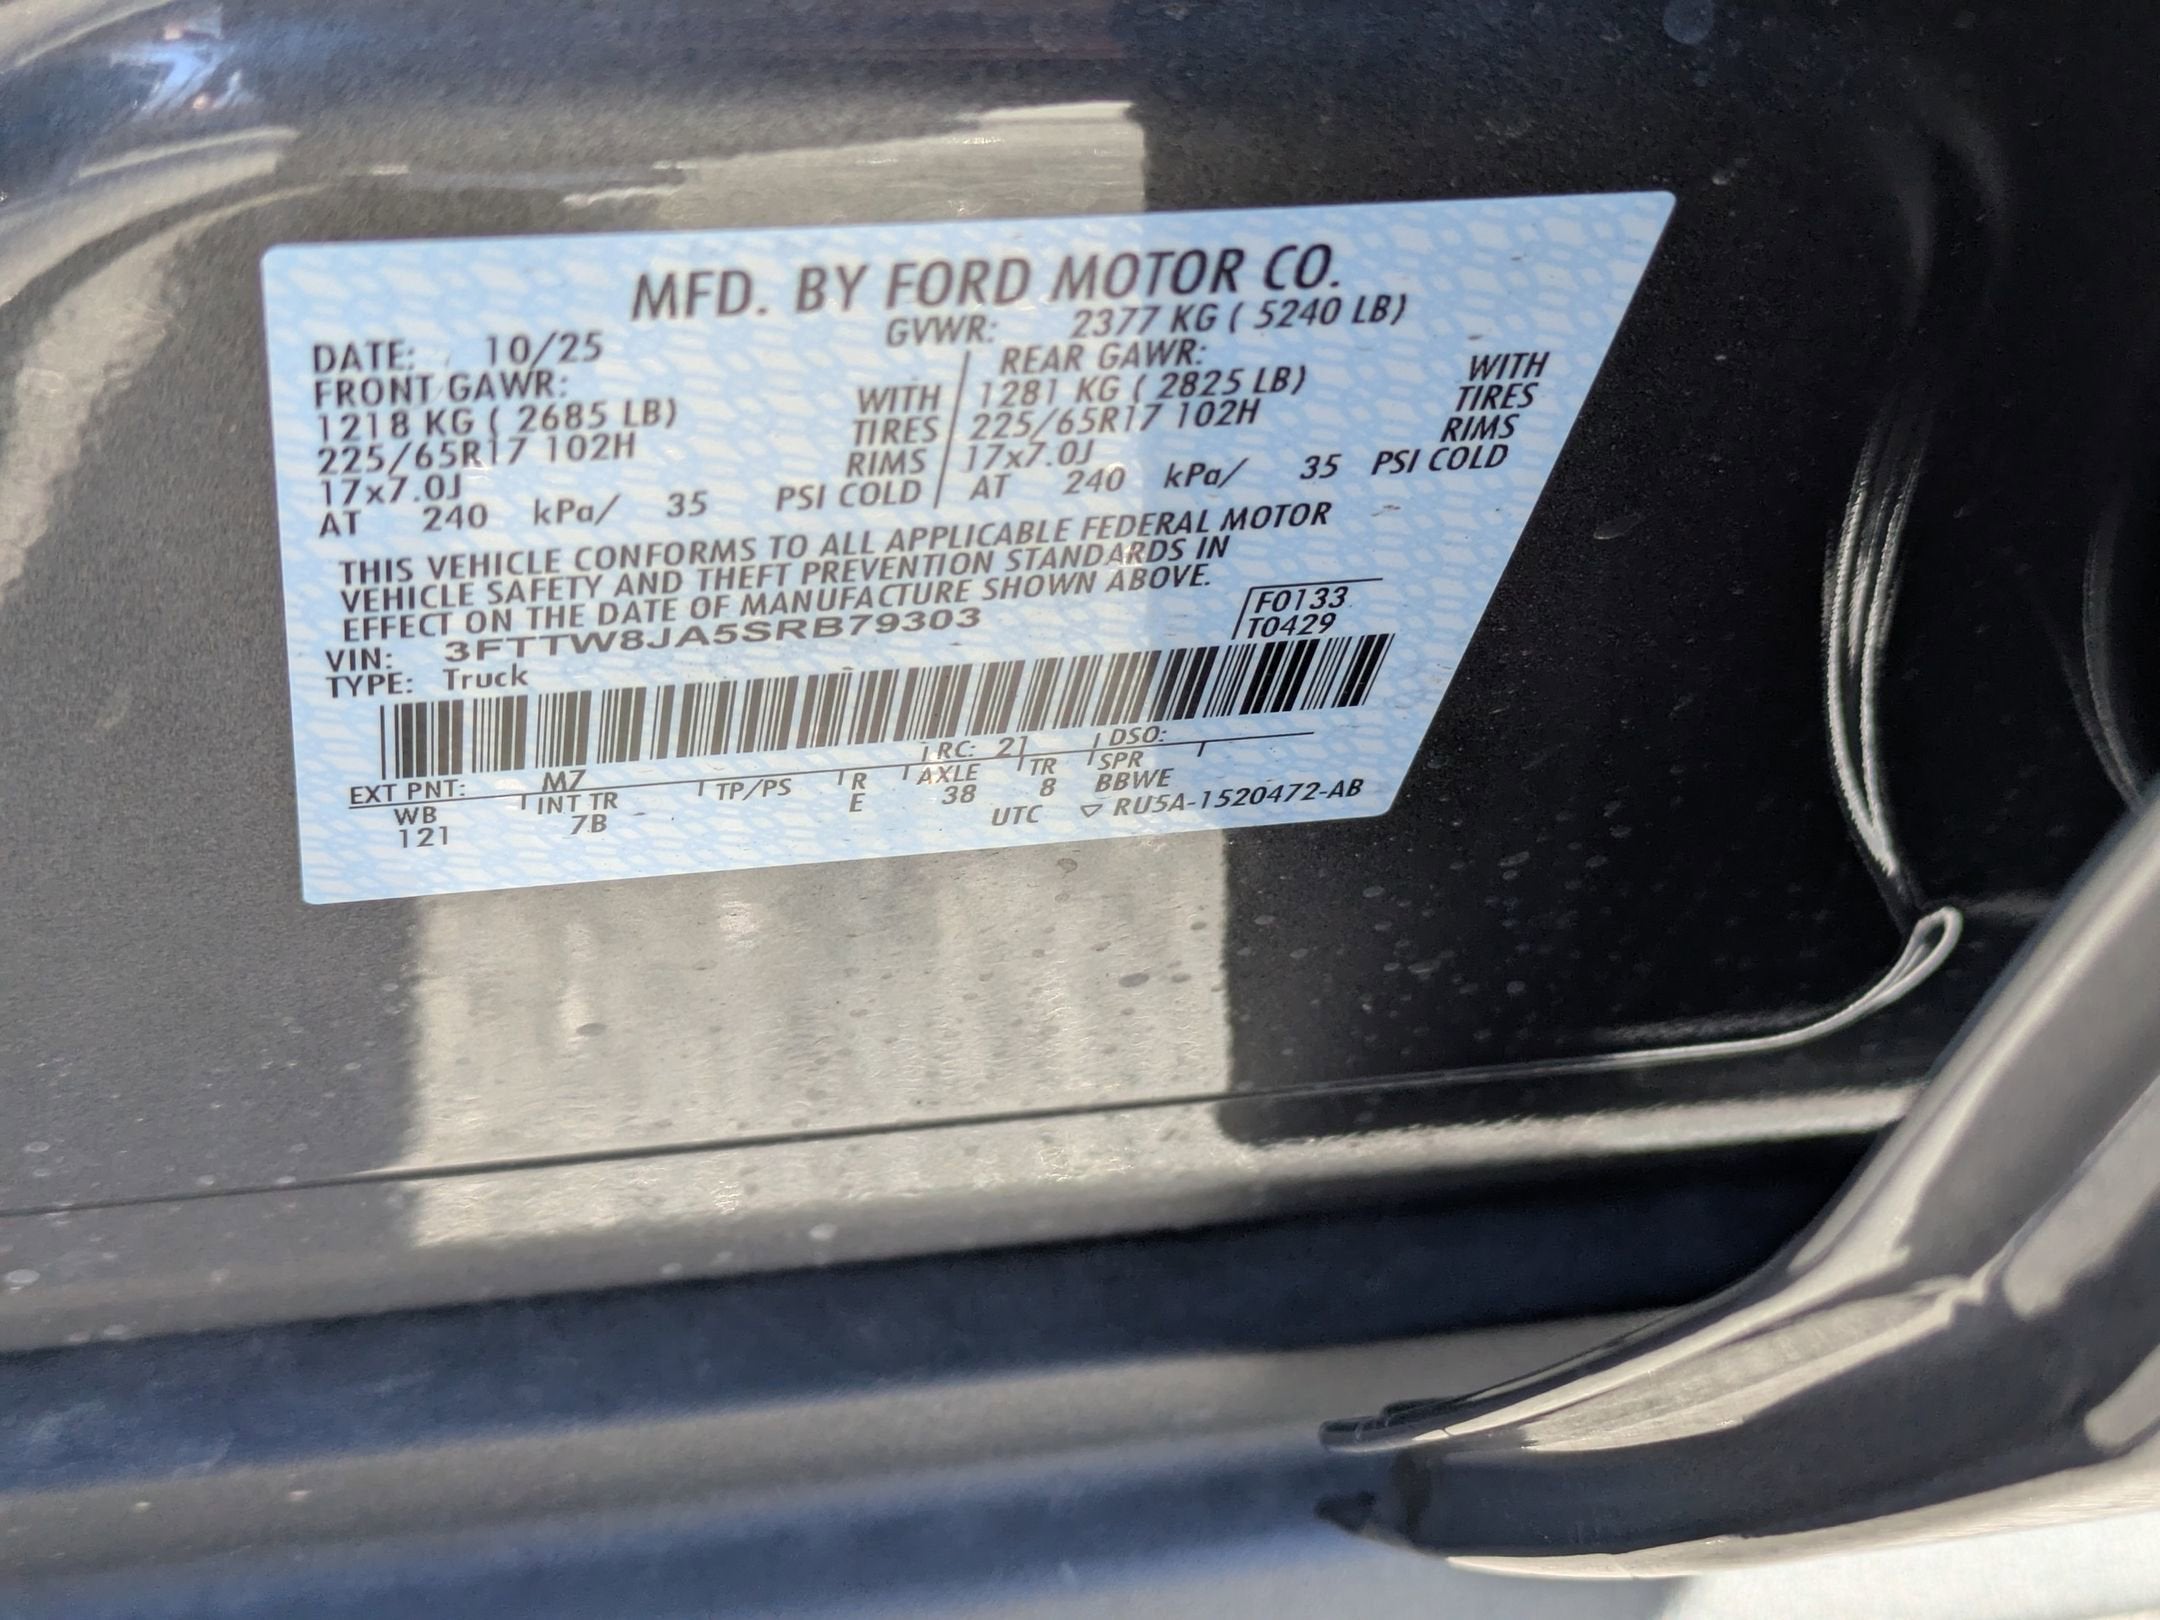 MFD. BY FORD MOTOR CO.
DATE: 10/25 GVWR: 2377 KG ( 5240 LB)
FRONT GAWR: REAR GAWR:
1218 KG ( 2685 LB) WITH 1281 KG ( 2825 LB) WITH
225/65R17 102H TIRES 225/65R17 102H TIRES
17x7.0J RIMS 17x7.0J RIMS
AT 240 kPa/ 35 PSI COLD AT 240 kPa/ 35 PSI COLD
THIS VEHICLE CONFORMS TO ALL APPLICABLE FEDERAL MOTOR
VEHICLE SAFETY AND THEFT PREVENTION STANDARDS IN
EFFECT ON THE DATE OF MANUFACTURE SHOWN ABOVE.
VIN: 3FTTW8JA5SRB79303 F0133
TYPE: Truck T0429
EXT PNT: MZ RC: 21 DSO:
WB INT TR TP/PS R AXLE TR SPR
121 7B E 38 8 BBWE
UTC ▽ RU5A-1520472-AB